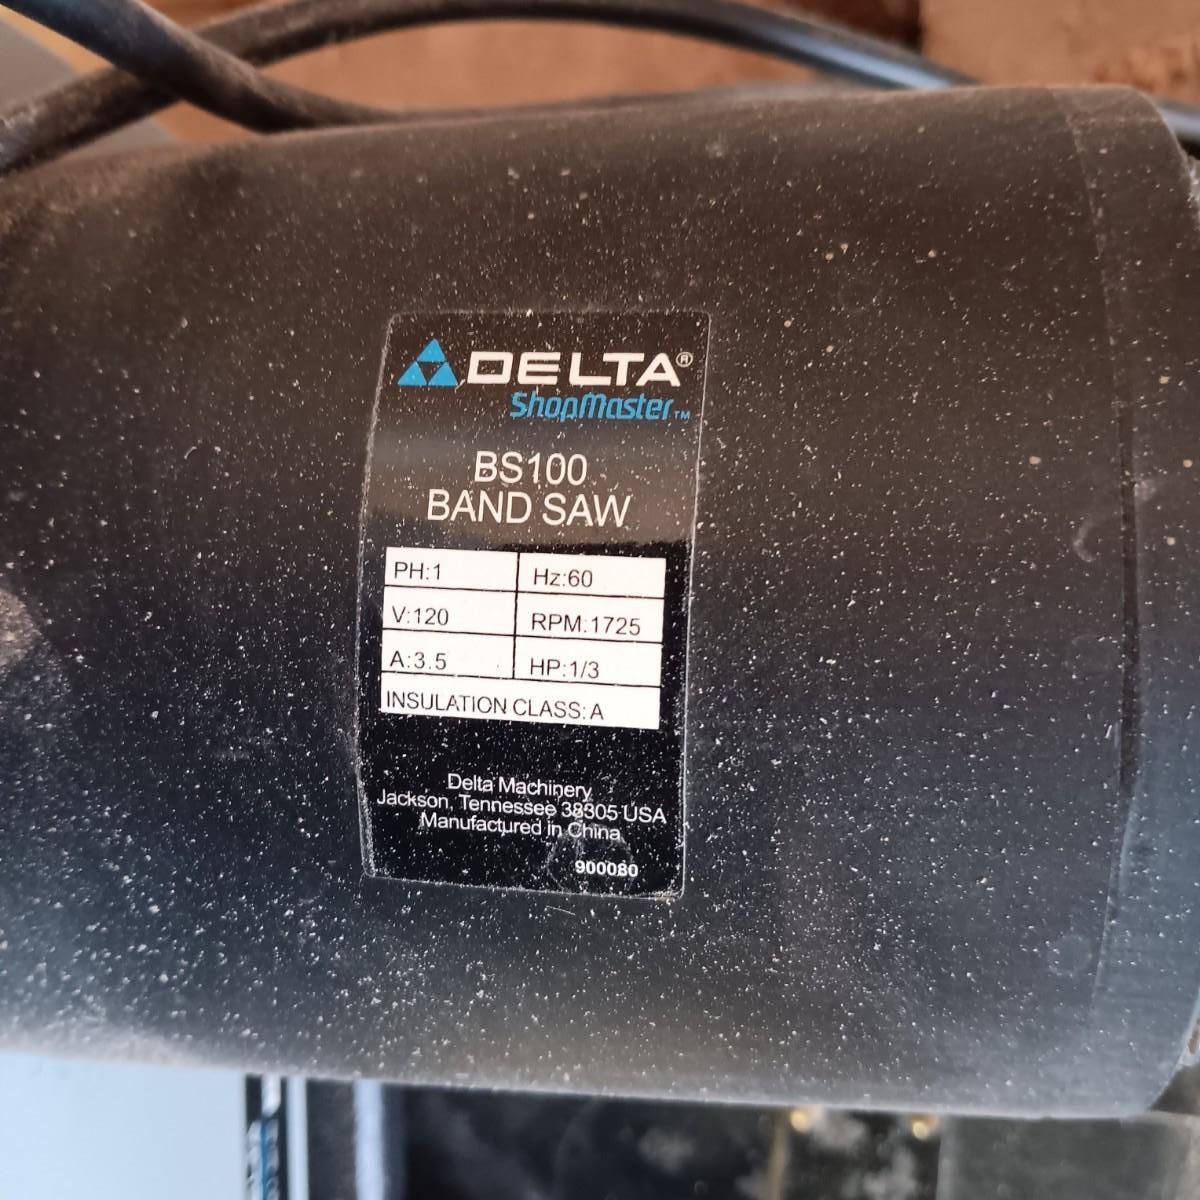 DELTA®
ShopMaster™
BS100
BAND SAW
PH:1 Hz:60
V:120 RPM:1725
A:3.5 HP:1/3
INSULATION CLASS: A
Delta Machinery
Jackson, Tennessee 38305 USA
Manufactured in China
900080